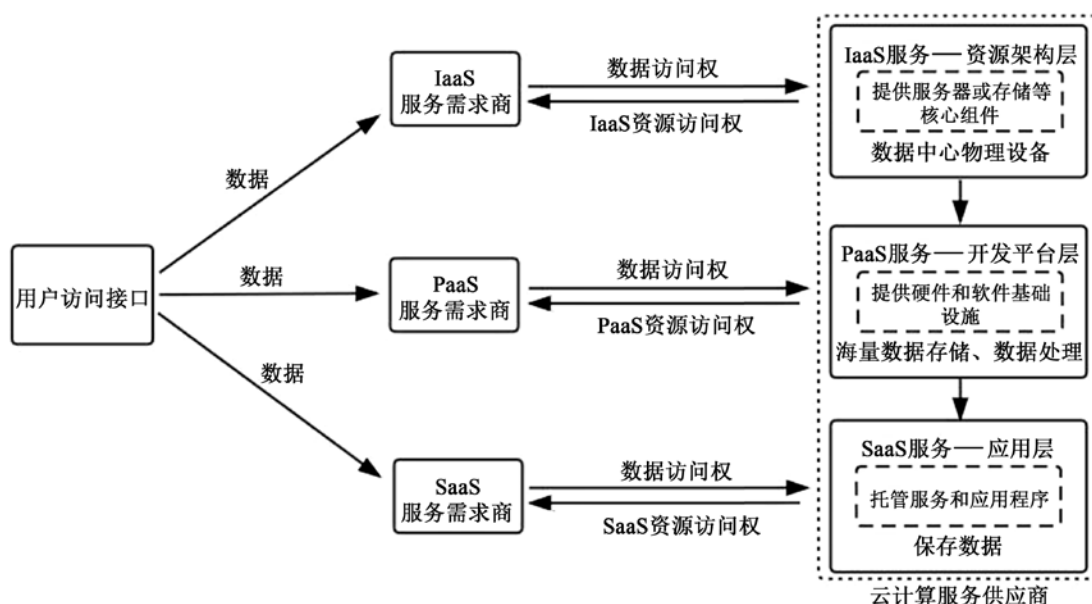 用户访问接口
数据
数据
数据
IaaS
服务需求商
PaaS
服务需求商
SaaS
服务需求商
数据访问权
IaaS资源访问权
数据访问权
PaaS资源访问权
数据访问权
SaaS资源访问权
IaaS服务—资源架构层
提供服务器或存储等
核心组件
数据中心物理设备
PaaS服务—开发平台层
提供硬件和软件基础
设施
海量数据存储、数据处理
SaaS服务—应用层
托管服务和应用程序
保存数据
云计算服务供应商